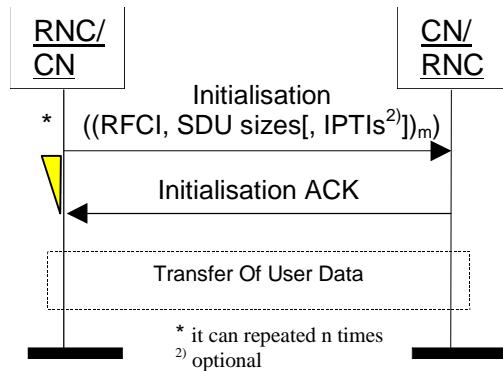 RNC/
CN
CN/
RNC
Initialisation
* ((RFCI, SDU sizes[, IPTIs²⁾])ₘ)
Initialisation ACK
Transfer Of User Data
* it can repeated n times
²⁾ optional